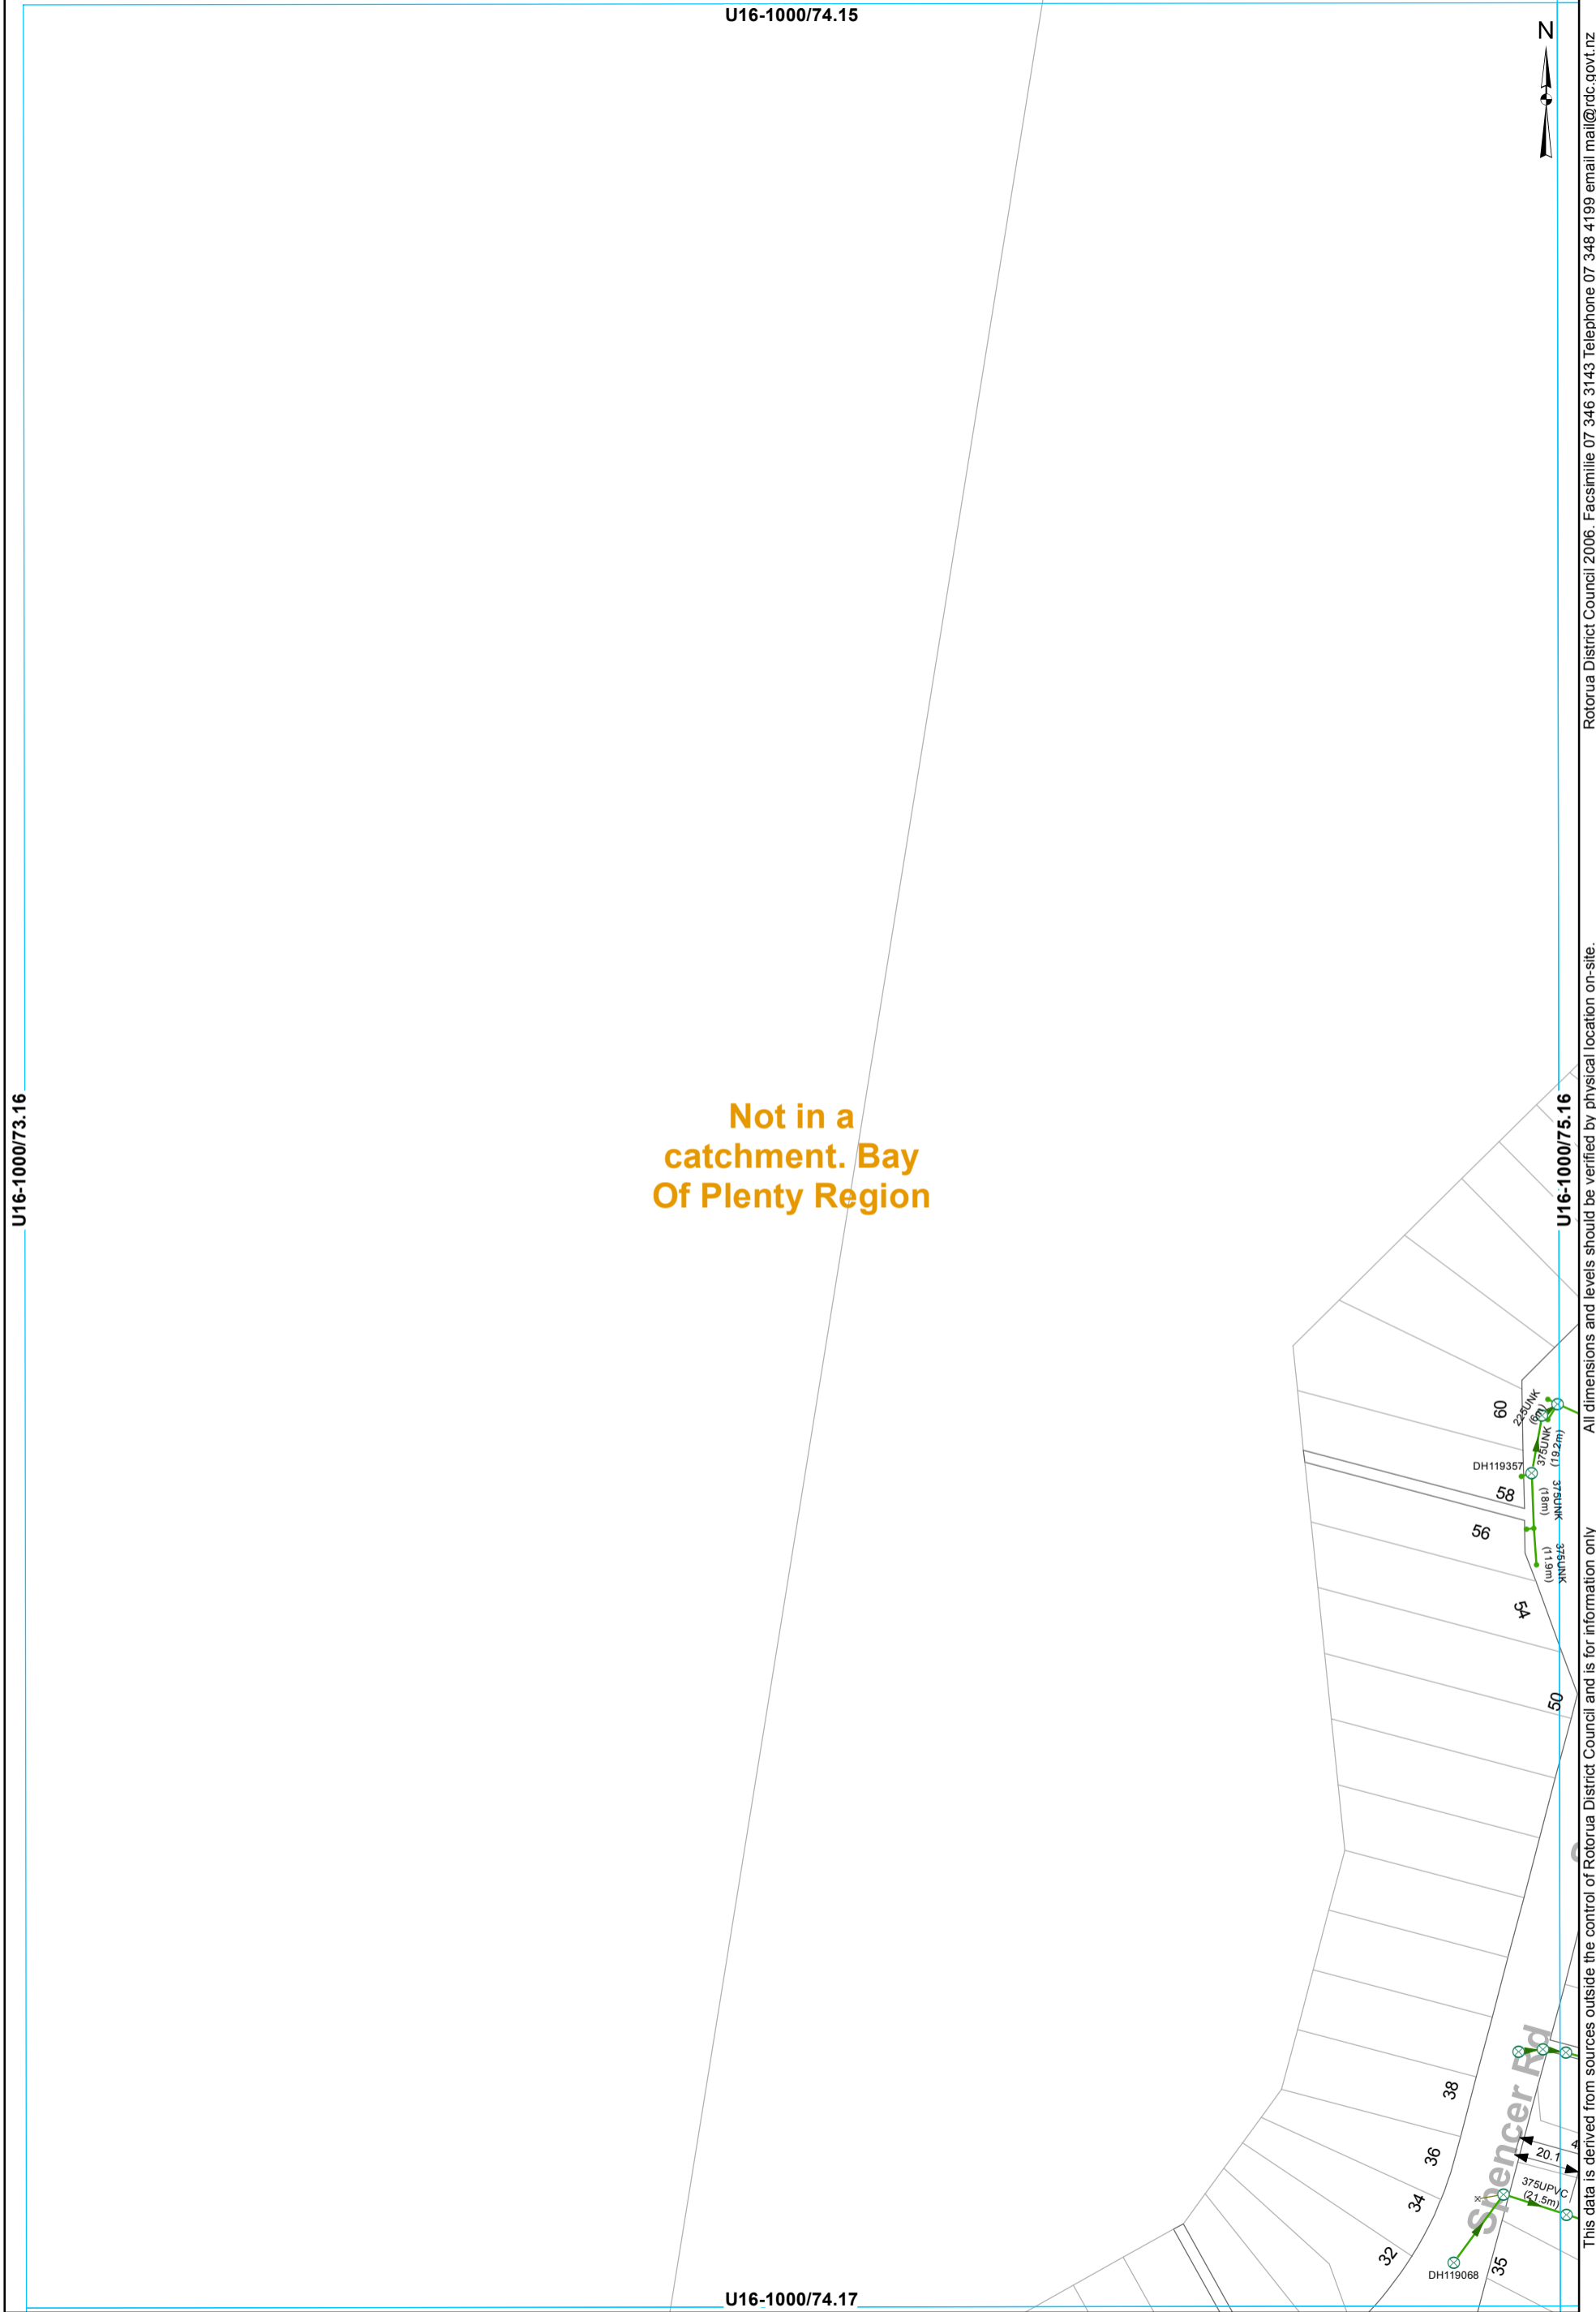 U16-1000/74.15
N
Rotorua District Council 2006. Facsimilie 07 346 3143 Telephone 07 348 4199 email mail@rdc.govt.nz
U16-1000/73.16
Not in a
catchment. Bay
Of Plenty Region
U16-1000/75.16
All dimensions and levels should be verified by physical location on-site.
60
225UNK
(6m)
375UNK
(19.2m)
DH119357
58
375UNK
(18m)
56
375UNK
(11.9m)
54
50
This data is derived from sources outside the control of Rotorua District Council and is for information only
Spencer Rd
38
36
20.1
4
34
375UPVC
(21.5m)
32
35
DH119068
U16-1000/74.17